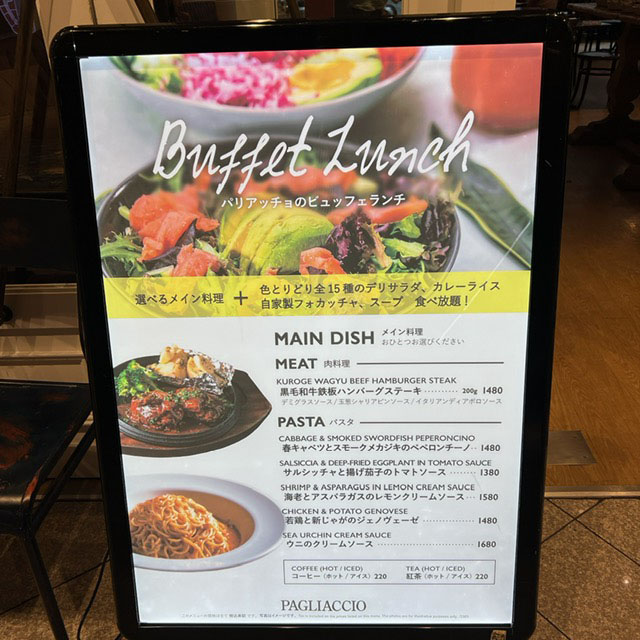 Buffet Lunch
パリアッチョのビュッフェランチ
選べるメイン料理 + 色とりどり全15種のデリサラダ、カレーライス
自家製フォカッチャ、スープ 食べ放題！
MAIN DISH メイン料理
おひとつお選びください
MEAT 肉料理
KUROGE WAGYU BEEF HAMBURGER STEAK
黒毛和牛鉄板ハンバーグステーキ ………… 200g 1480
デミグラスソース／玉葱シャリアピンソース／イタリアンディアボロソース
PASTA パスタ
CABBAGE & SMOKED SWORDFISH PEPERONCINO
春キャベツとスモークメカジキのペペロンチーノ… 1480
SALSICCIA & DEEP-FRIED EGGPLANT IN TOMATO SAUCE
サルシッチャと揚げ茄子のトマトソース ……… 1380
SHRIMP & ASPARAGUS IN LEMON CREAM SAUCE
海老とアスパラガスのレモンクリームソース …… 1580
CHICKEN & POTATO GENOVESE
若鶏と新じゃがのジェノヴェーゼ ………… 1480
SEA URCHIN CREAM SAUCE
ウニのクリームソース ……………… 1680
COFFEE (HOT / ICED)
コーヒー（ホット / アイス）220
TEA (HOT / ICED)
紅茶（ホット / アイス）220
PAGLIACCIO